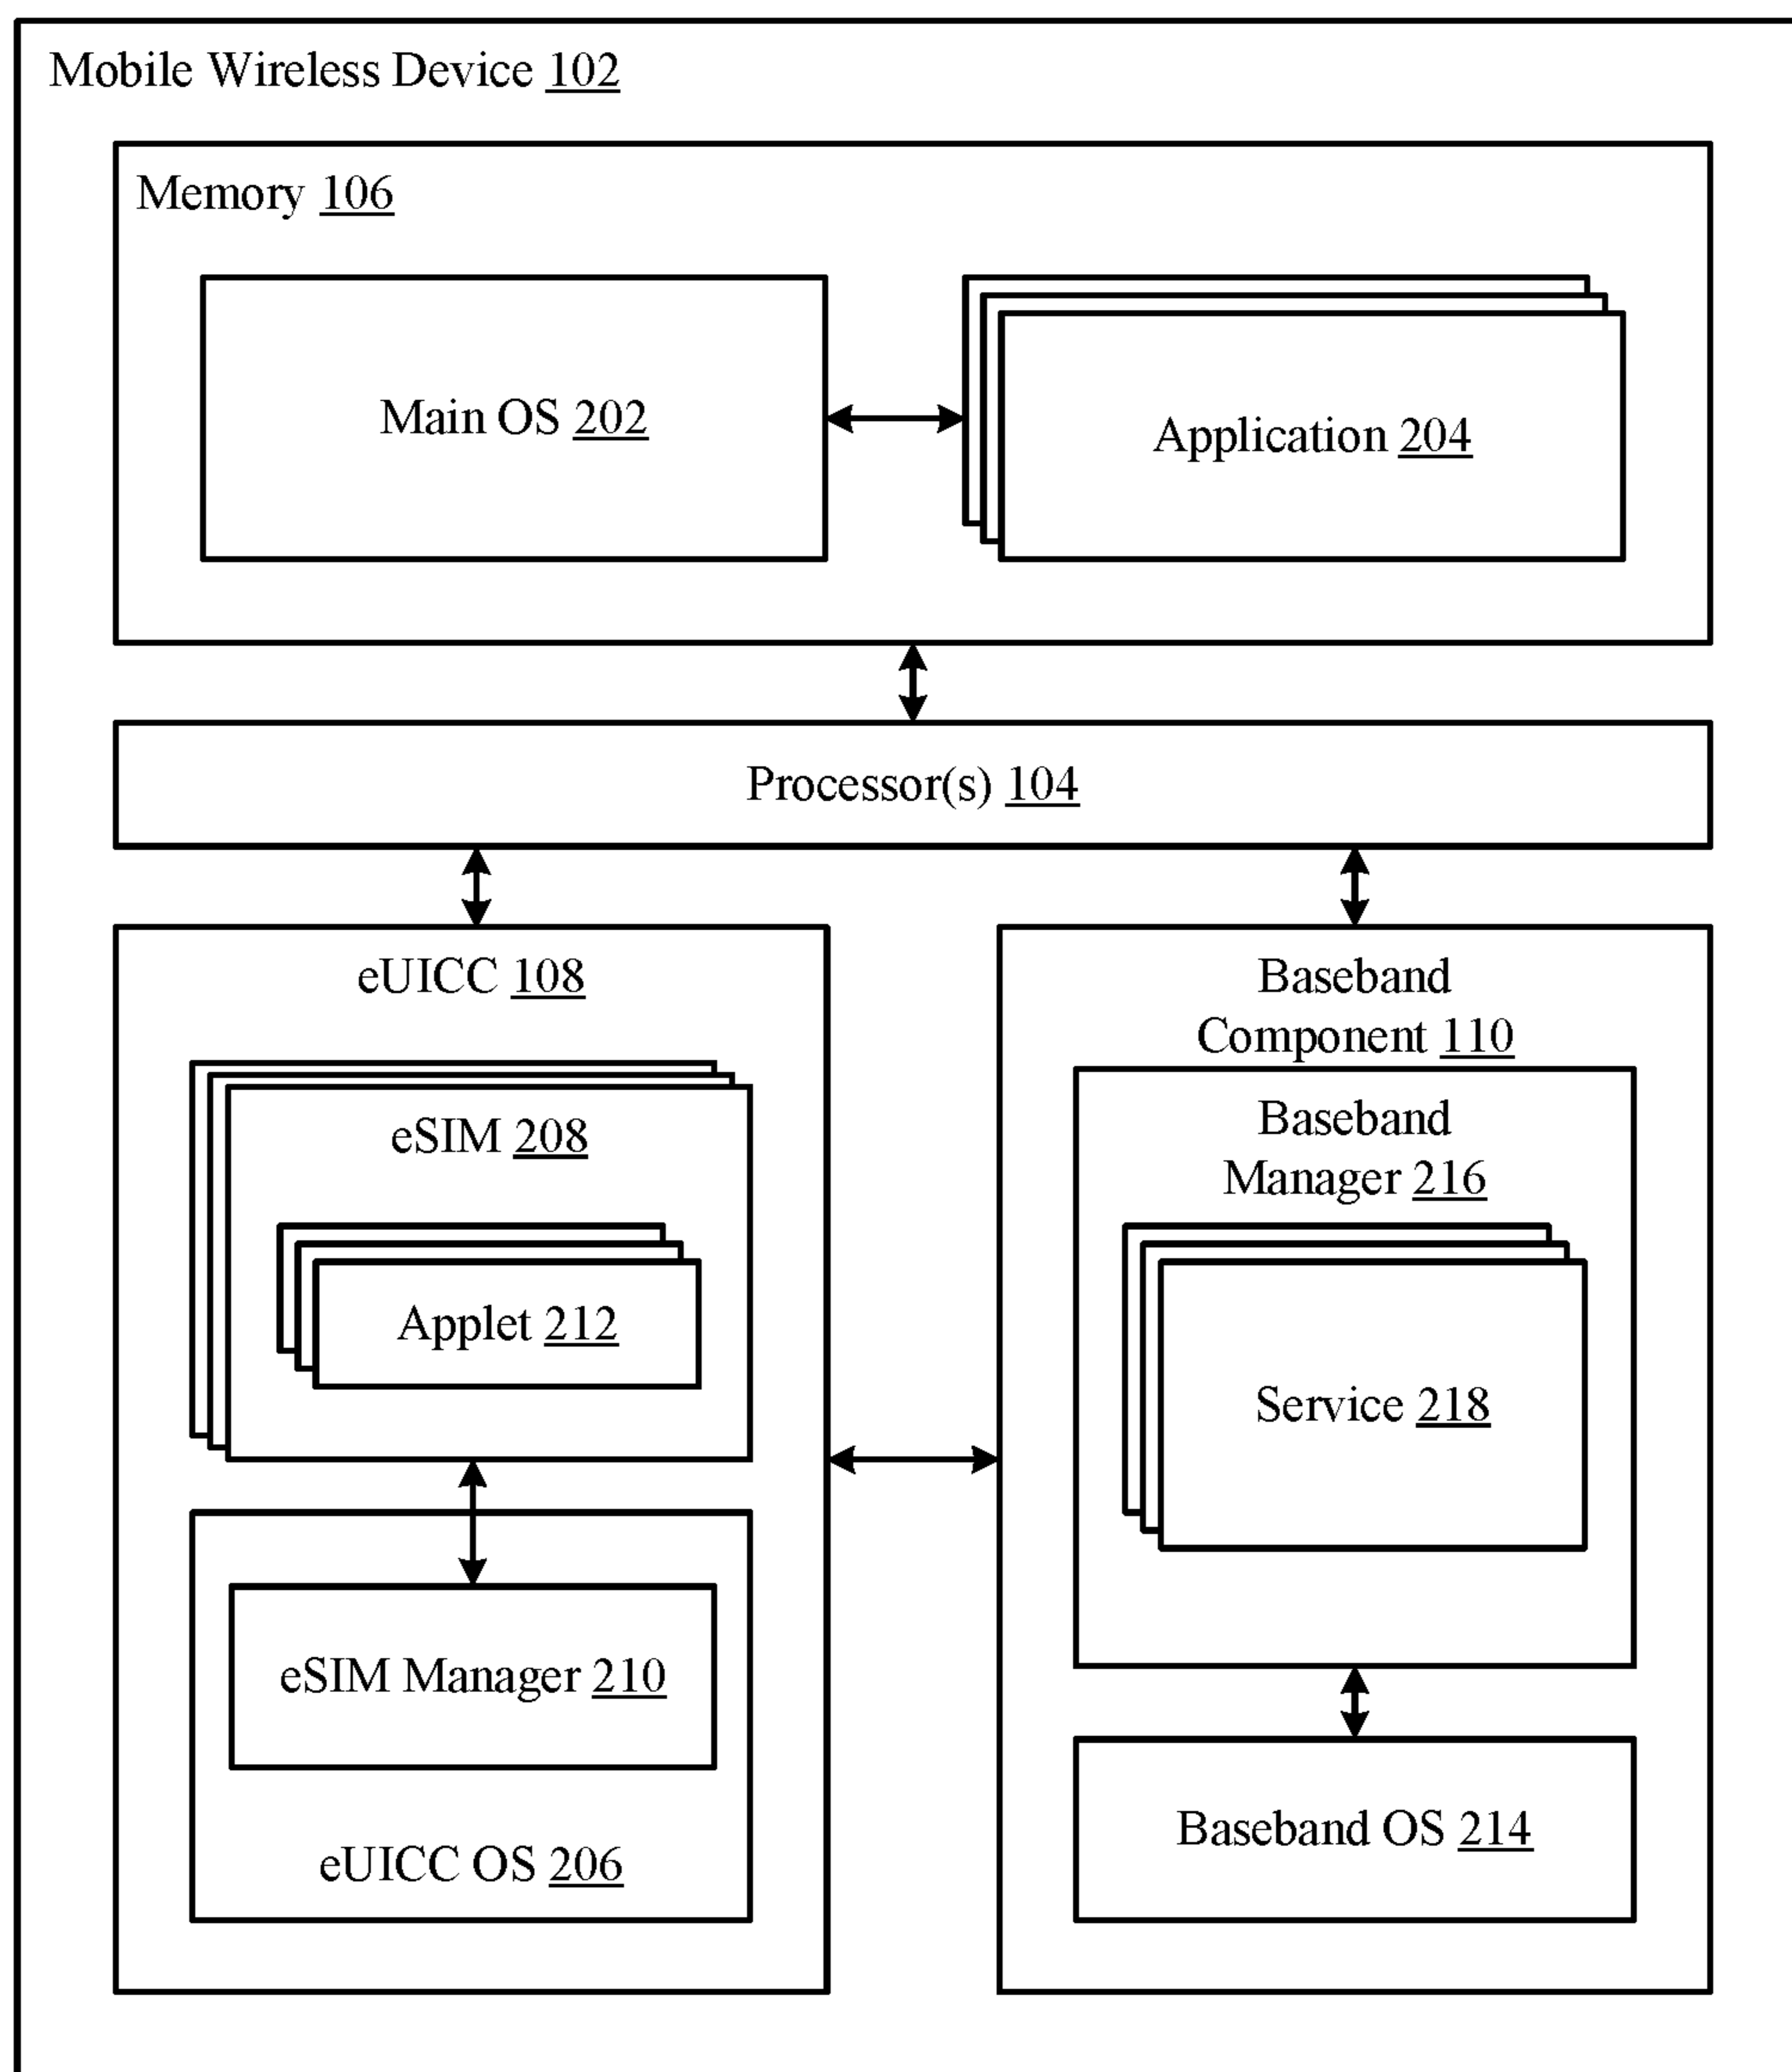 Mobile Wireless Device 102
Memory 106
Main OS 202
Application 204
Processor(s) 104
eUICC 108
eSIM 208
Applet 212
eSIM Manager 210
eUICC OS 206
Baseband
Component 110
Baseband
Manager 216
Service 218
Baseband OS 214